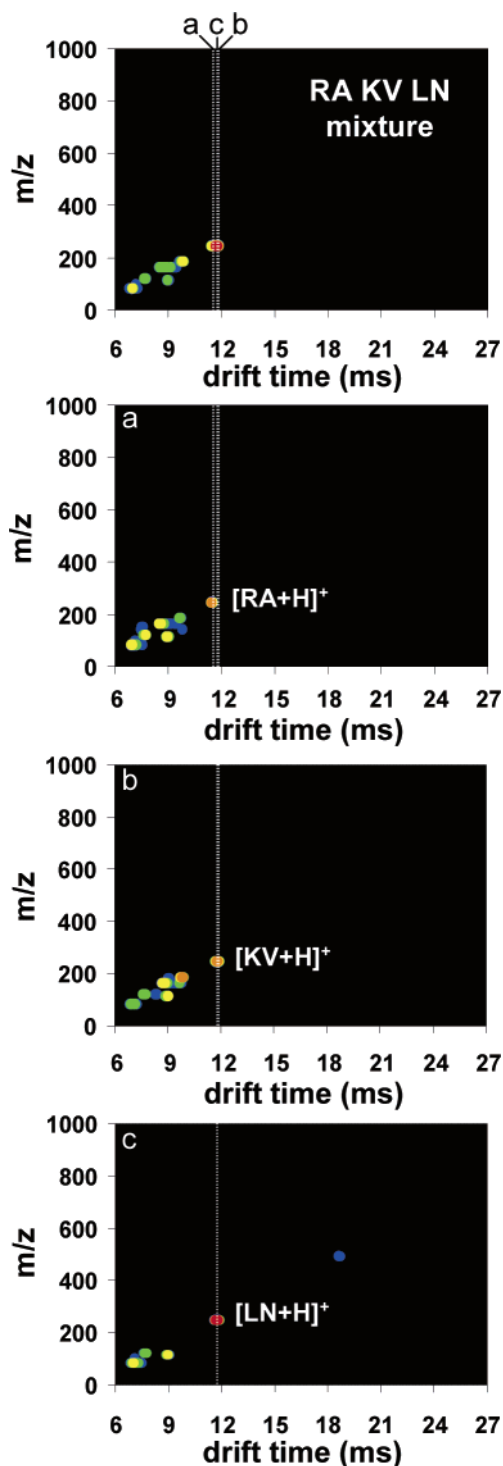 a c b
1000
800
600
400
200
0
m/z
RA KV LN
mixture
6 9 12 15 18 21 24 27
drift time (ms)
a
1000
800
600
400
200
0
m/z
[RA+H]⁺
6 9 12 15 18 21 24 27
drift time (ms)
b
1000
800
600
400
200
0
m/z
[KV+H]⁺
6 9 12 15 18 21 24 27
drift time (ms)
c
1000
800
600
400
200
0
m/z
[LN+H]⁺
6 9 12 15 18 21 24 27
drift time (ms)